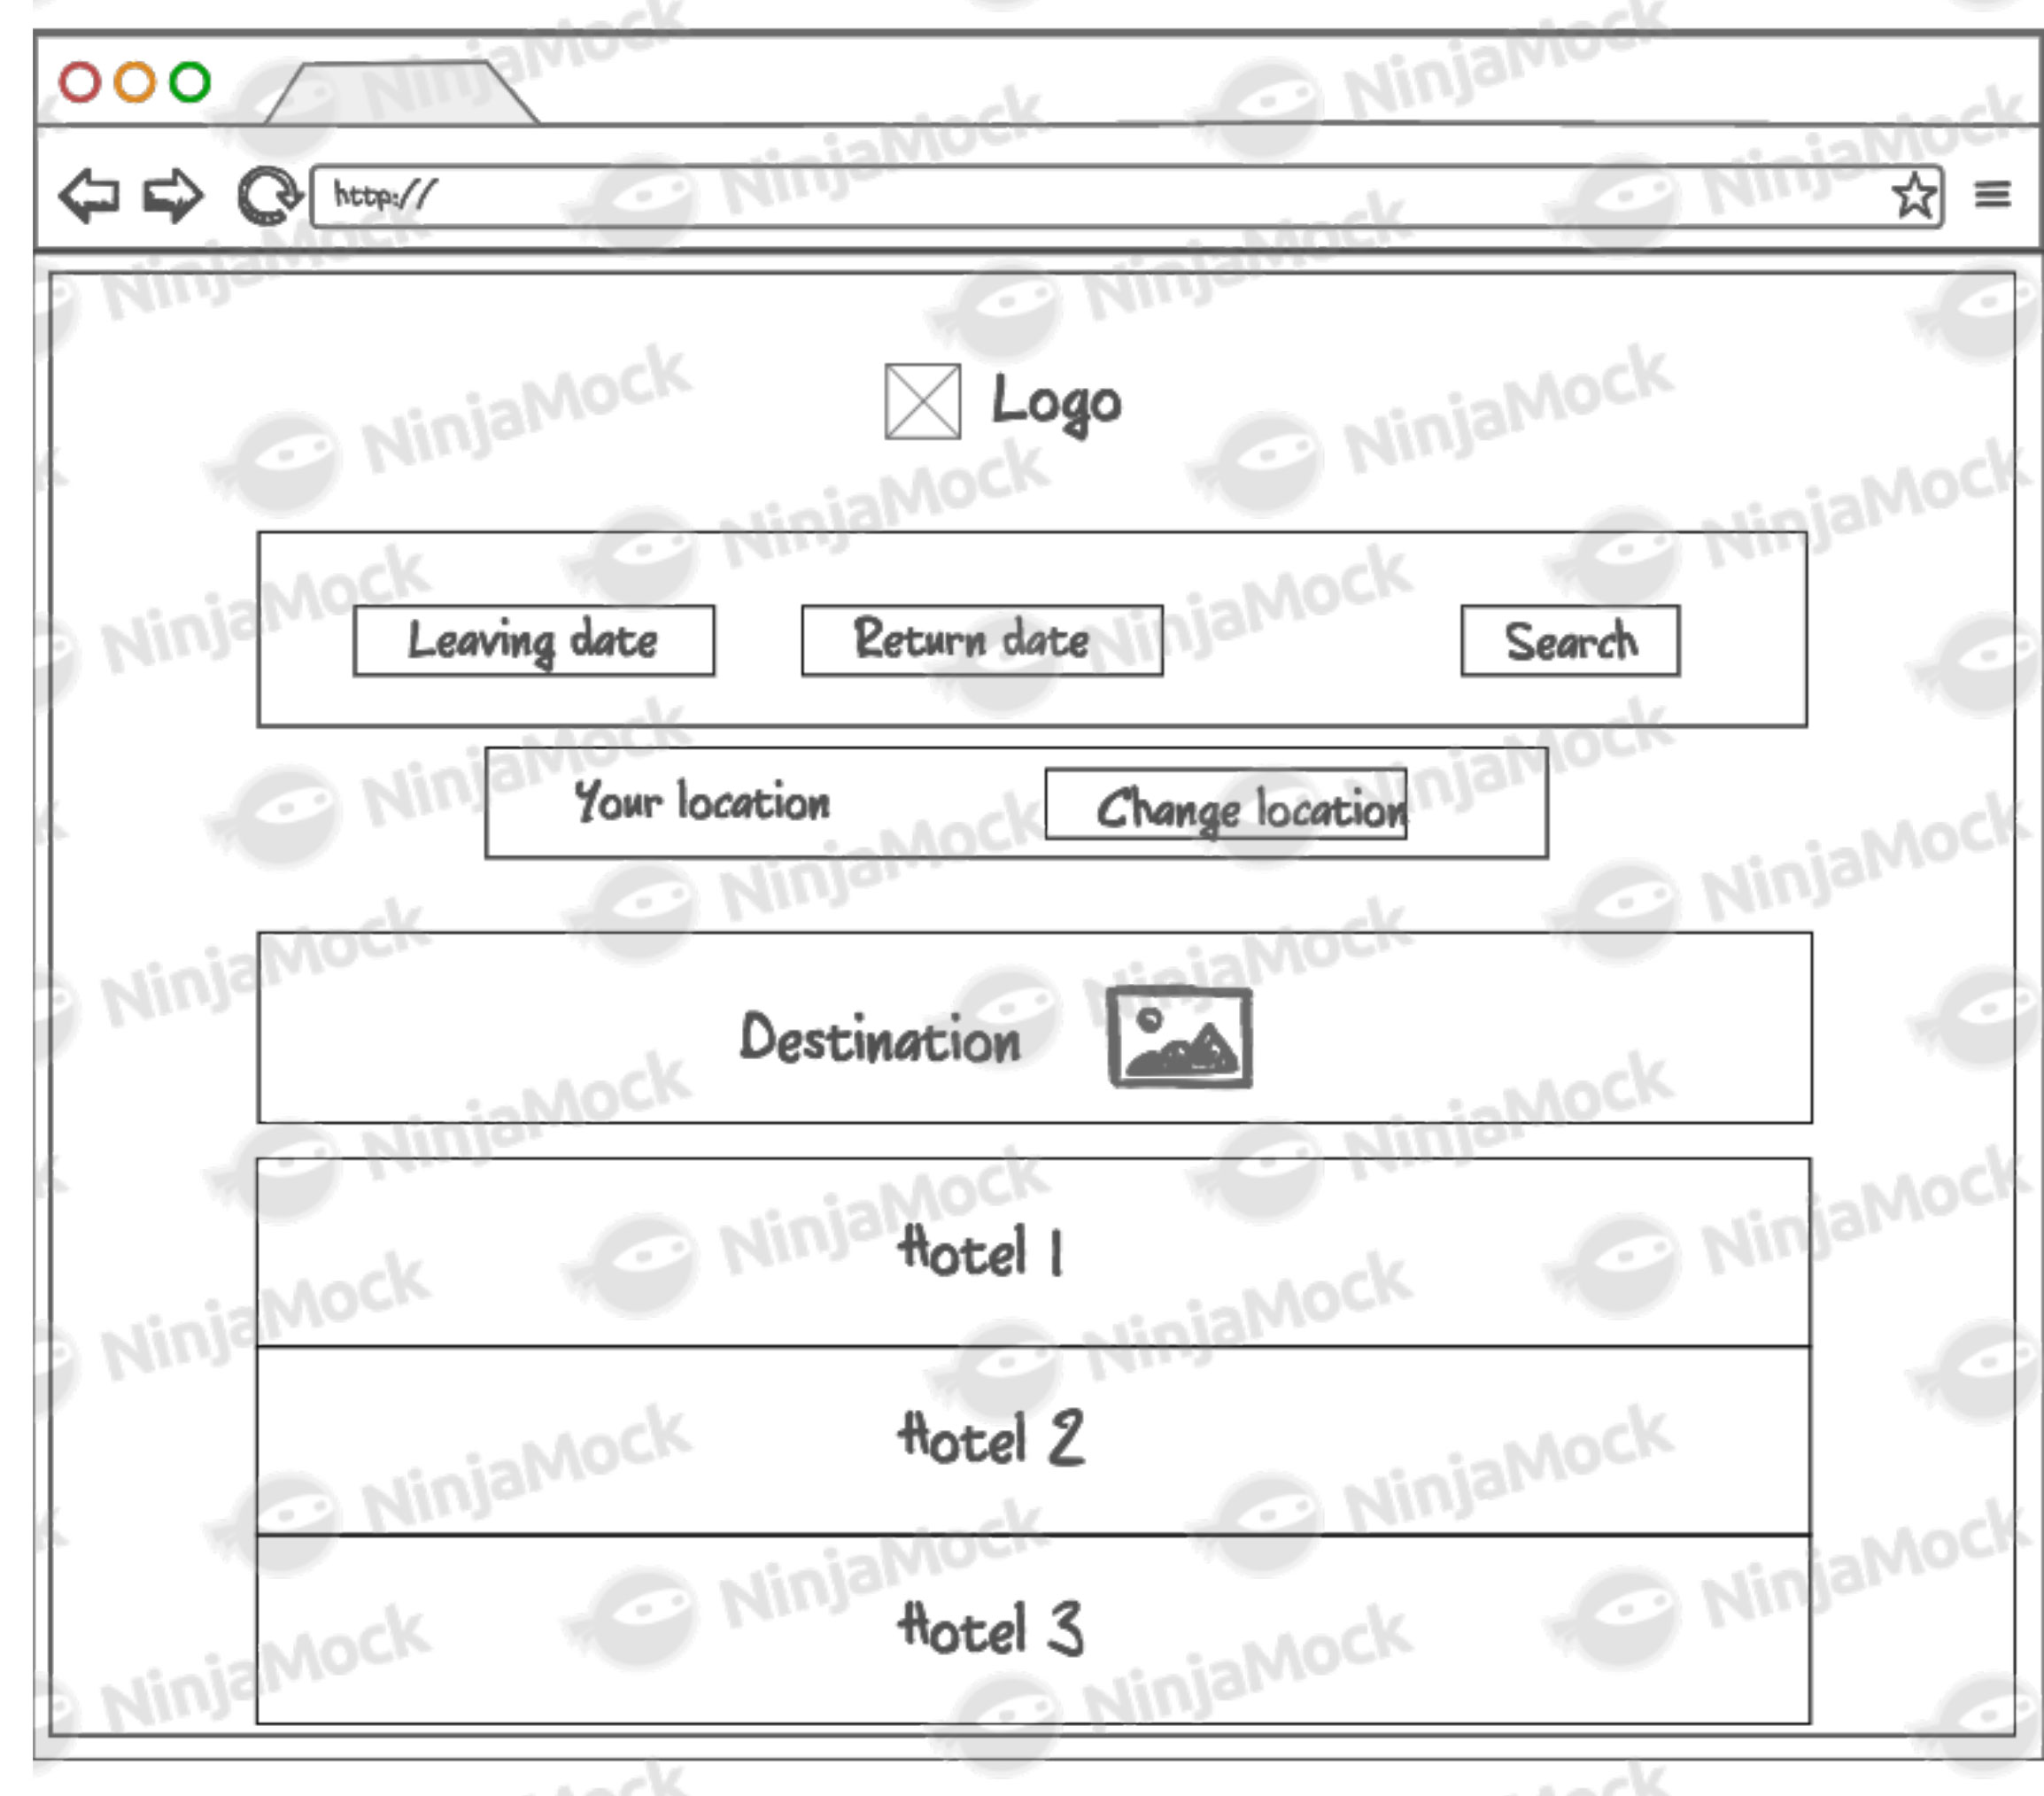 http://
Logo
Leaving date
Return date
Search
Your location
Change location
Destination
Hotel 1
Hotel 2
Hotel 3
NinjaMock